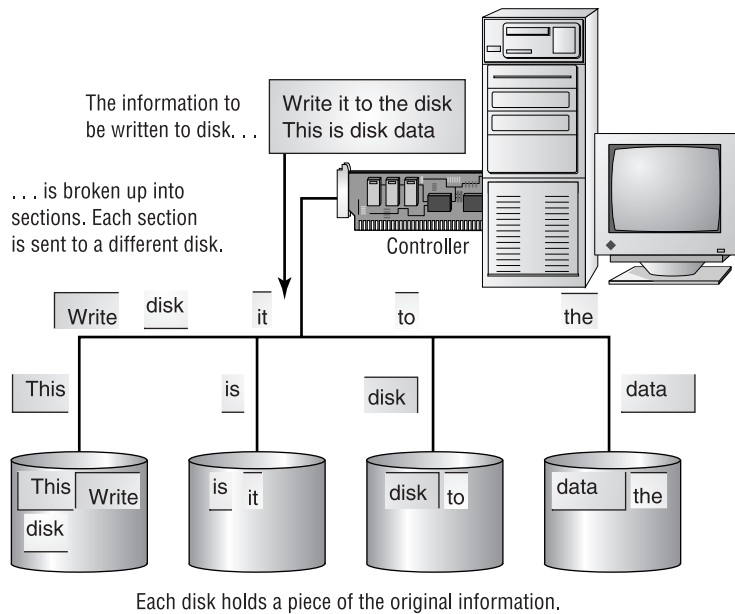 The information to
be written to disk. . .
Write it to the disk
This is disk data
. . . is broken up into
sections. Each section
is sent to a different disk.
Controller
Write disk it to the
This is disk data
This Write is it disk to data the
disk
Each disk holds a piece of the original information.